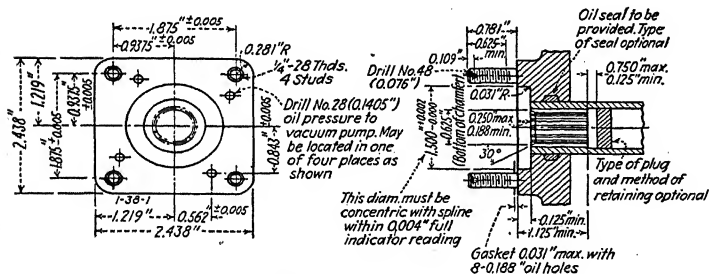 1.875"±0.005
0.9375"
0.281"R
1/4"-28 Thds.
4 Studs
2.438"
1.219"
0.9375"
±0.005
1.875"±0.005
Drill No.28(0.1405")
oil pressure to
vacuum pump. May
be located in one
of four places as
shown
±0.005
0.843"
1-38-1
1.219"
0.562"
±0.005
2.438"
0.781"
0.625"
min.
0.109"
Drill No.48
(0.076")
0.031"R
0.250 max.
0.188 min.
30°
+0.002
1.500-0.000"
0.625"
(Bottom of chamfer)
Oil seal to be
provided. Type
of seal optional
0.750"max.
0.125"min.
Type of plug
and method of
retaining optional
This diam. must be
concentric with spline
within 0.004" full
indicator reading
0.125"min.
1.125"min.
Gasket 0.031"max. with
8-0.188"oil holes